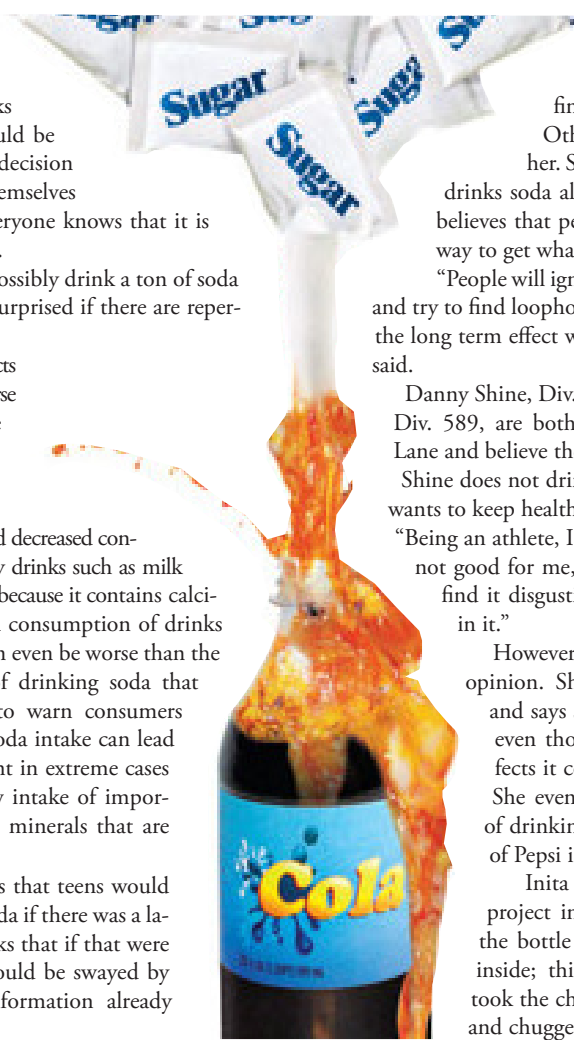 Sugar
Sugar
Suga
Su
ks
uld be
decision
emselves
eryone knows that it is
ossibly drink a ton of soda
urprised if there are reper-
cts
rse
d decreased con-
y drinks such as milk
because it contains calci-
consumption of drinks
n even be worse than the
f drinking soda that
to warn consumers
oda intake can lead
nt in extreme cases
y intake of impor-
minerals that are
s that teens would
da if there was a la-
ks that if that were
ould be swayed by
formation already
Cola
fin
Oth
her. S
drinks soda al
believes that pe
way to get wha
“People will ign
and try to find loopho
the long term effect w
said.
Danny Shine, Div.
Div. 589, are both
Lane and believe th
Shine does not dri
wants to keep health
“Being an athlete, I
not good for me,
find it disgusti
in it.”
However
opinion. Sh
and says
even tho
fects it c
She even
of drinkin
of Pepsi i
Inita
project in
the bottle
inside; thi
took the ch
and chugge